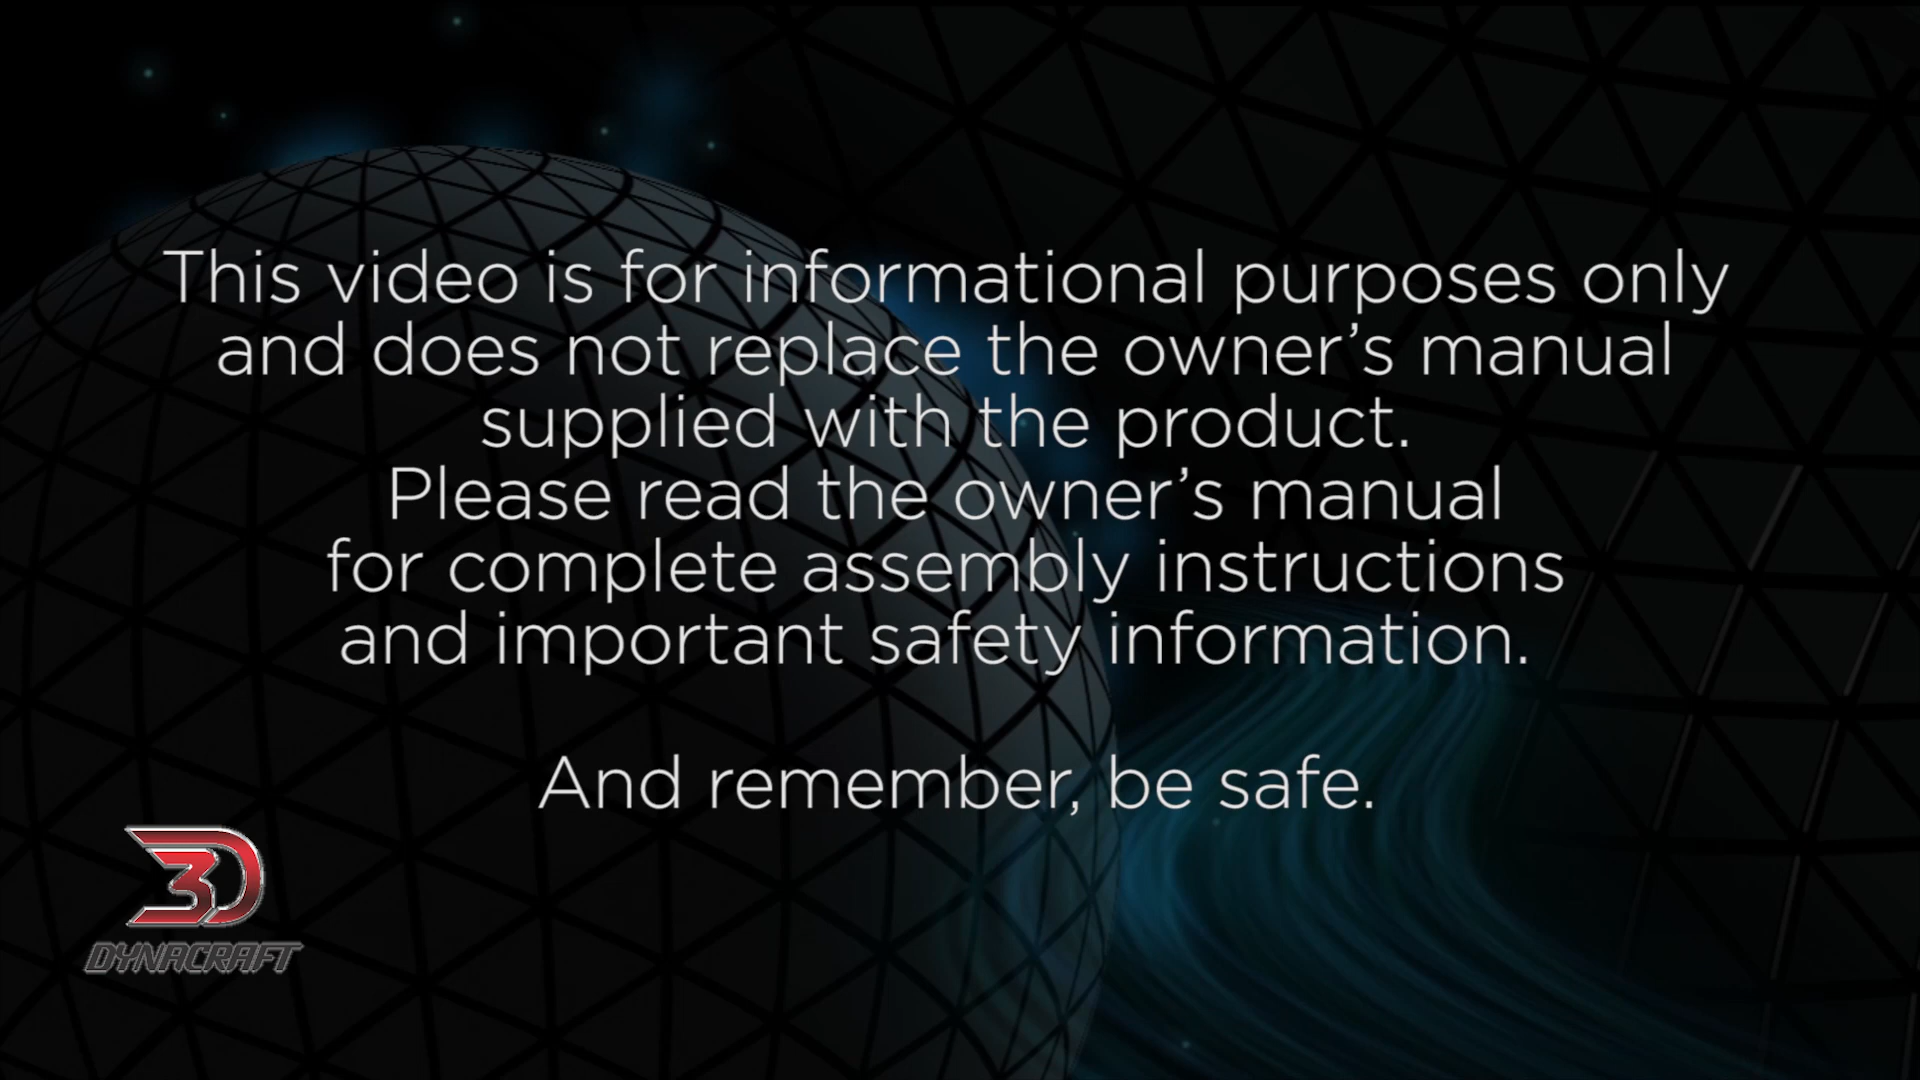 This video is for informational purposes only
and does not replace the owner’s manual
supplied with the product.
Please read the owner’s manual
for complete assembly instructions
and important safety information.
And remember, be safe.
3D
DYNACRAFT